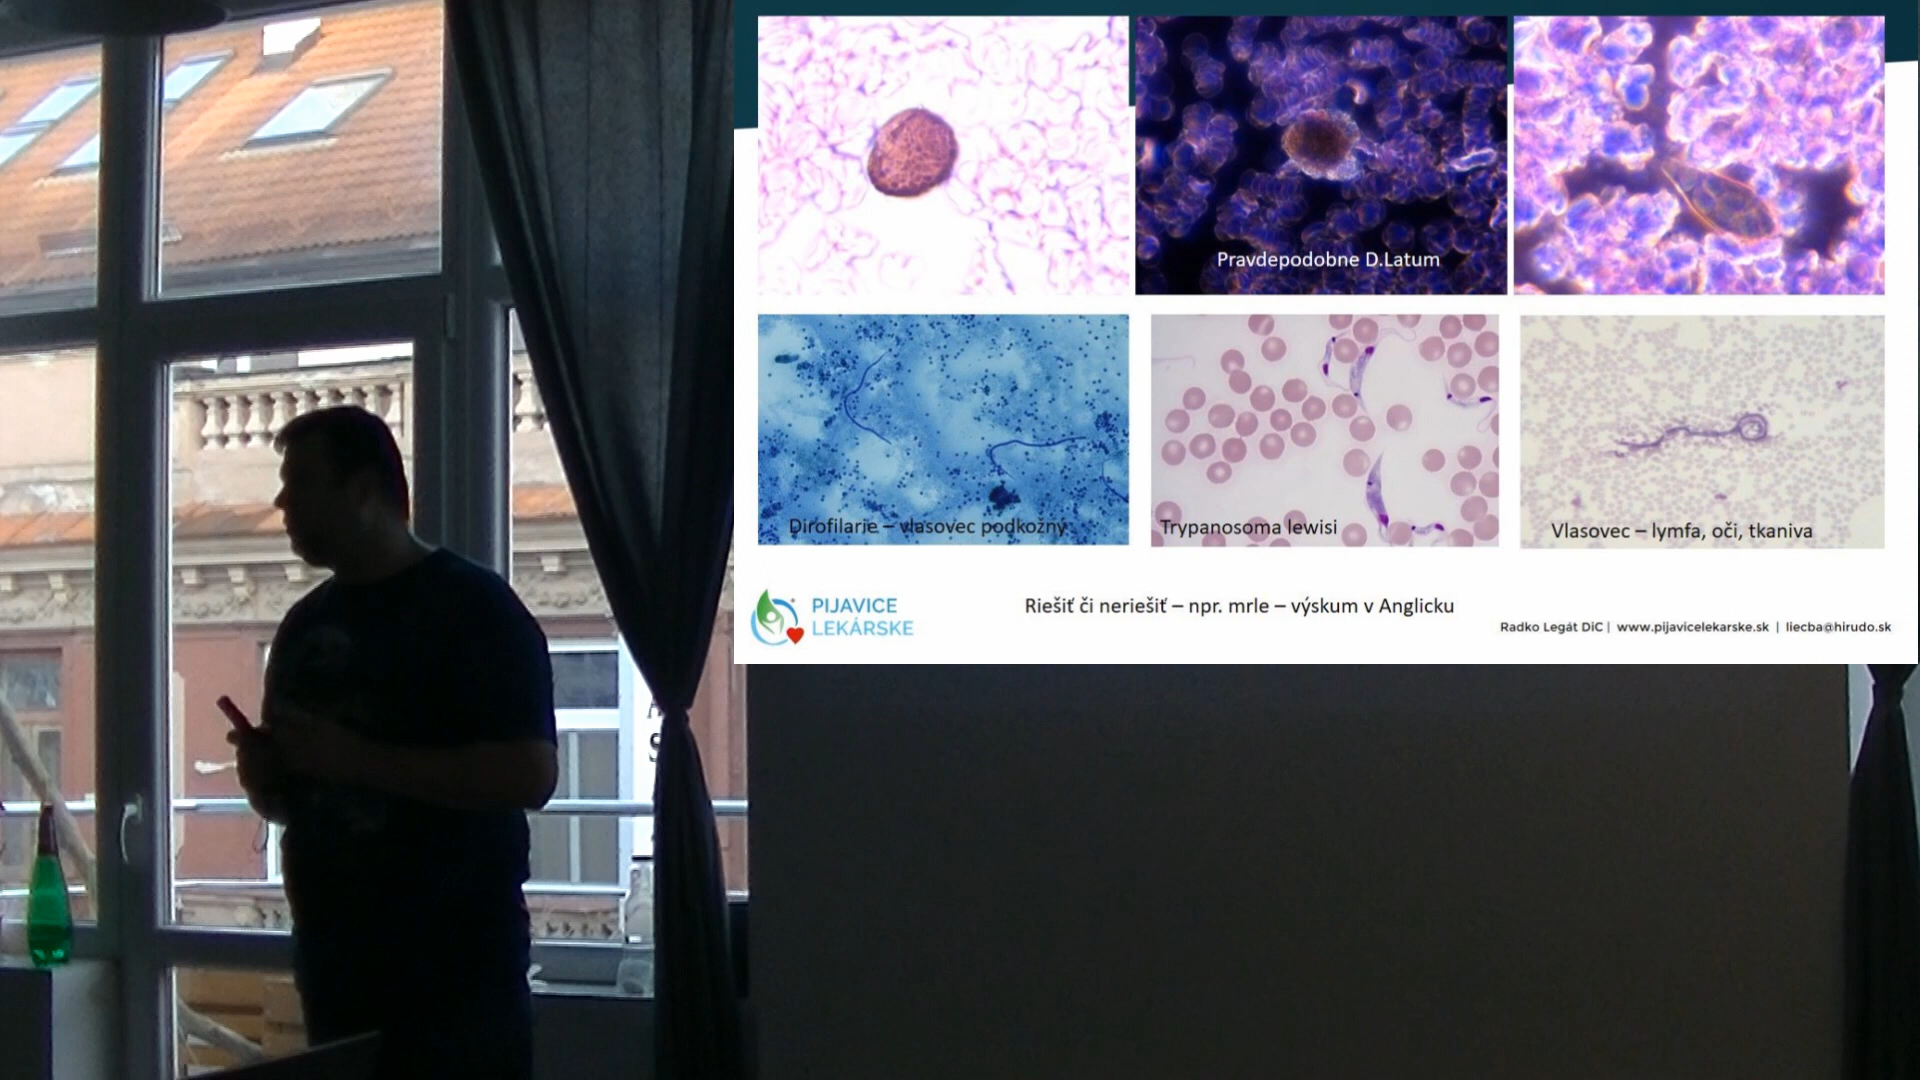 Pravdepodobne D.Latum
Dirofilarie – vlasovec podkožný
Trypanosoma lewisi
Vlasovec – lymfa, oči, tkaniva
PIJAVICE
LEKÁRSKE
Riešiť či neriešiť – npr. mrle – výskum v Anglicku
Radko Legát DiC | www.pijavicelekarske.sk | liecba@hirudo.sk